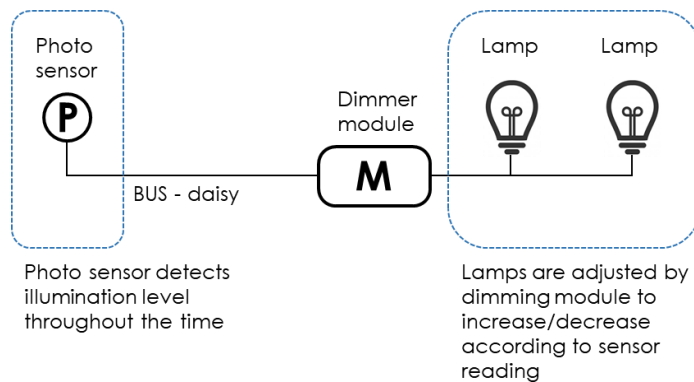 Photo
sensor
P
BUS - daisy
Dimmer
module
M
Lamp
Lamp
Photo sensor detects
illumination level
throughout the time
Lamps are adjusted by
dimming module to
increase/decrease
according to sensor
reading